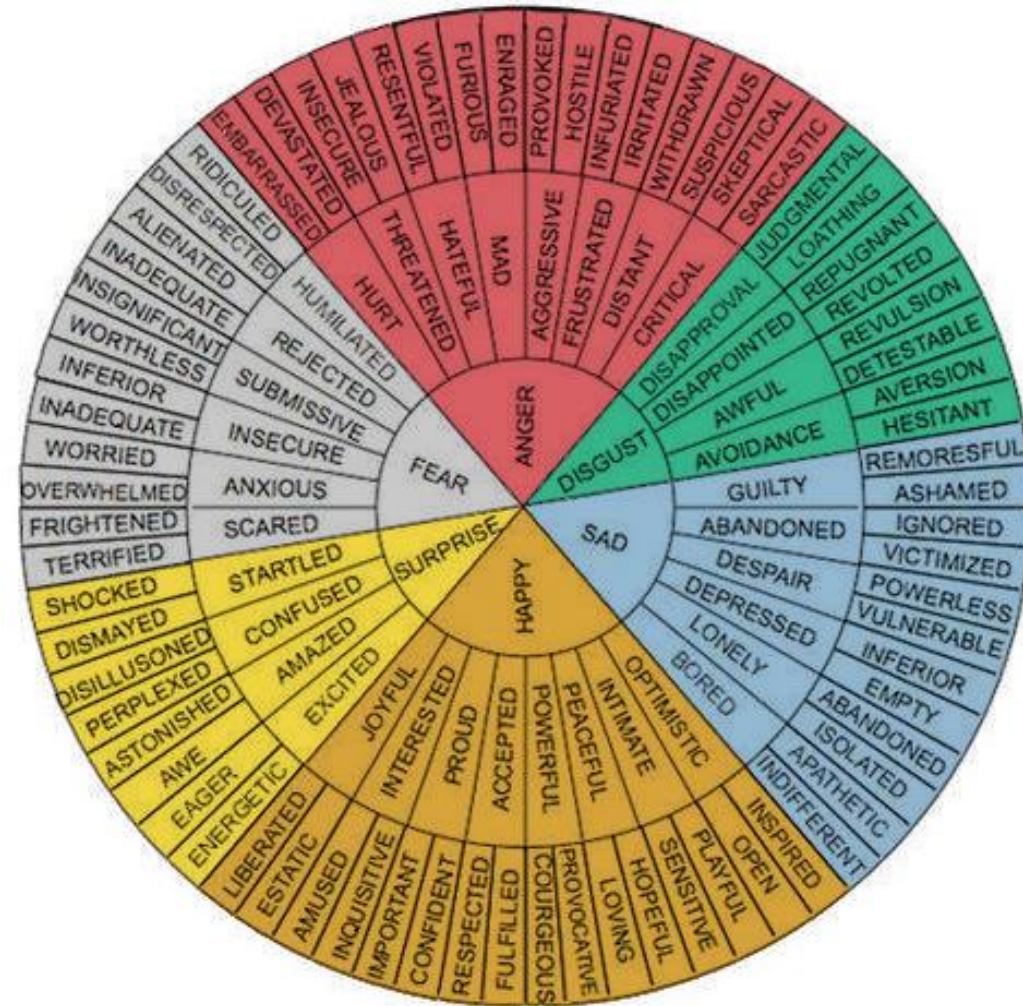 ANGER
HURT
THREATENED
HATEFUL
MAD
AGGRESSIVE
FRUSTRATED
DISTANT
CRITICAL
EMBARRASSED
DEVASTATED
INSECURE
JEALOUS
RESENTFUL
VIOLATED
FURIOUS
ENRAGED
PROVOKED
HOSTILE
INFURIATED
IRRITATED
WITHDRAWN
SUSPICIOUS
SKEPTICAL
SARCASTIC
DISGUST
DISAPPROVAL
DISAPPOINTED
AWFUL
AVOIDANCE
JUDGMENTAL
LOATHING
REPUGNANT
REVOLTED
REVULSION
DETESTABLE
AVERSION
HESITANT
SAD
GUILTY
ABANDONED
DESPAIR
DEPRESSED
LONELY
BORED
REMORESFUL
ASHAMED
IGNORED
VICTIMIZED
POWERLESS
VULNERABLE
INFERIOR
EMPTY
ABANDONED
ISOLATED
APATHETIC
INDIFFERENT
HAPPY
OPTIMISTIC
INTIMATE
PEACEFUL
POWERFUL
ACCEPTED
PROUD
INTERESTED
JOYFUL
INSPIRED
OPEN
PLAYFUL
SENSITIVE
HOPEFUL
LOVING
PROVOCATIVE
COURGEOUS
FULFILLED
RESPECTED
CONFIDENT
IMPORTANT
INQUISITIVE
AMUSED
ESTATIC
LIBERATED
SURPRISE
EXCITED
AMAZED
CONFUSED
STARTLED
ENERGETIC
EAGER
AWE
ASTONISHED
PERPLEXED
DISILLUSONED
DISMAYED
SHOCKED
FEAR
SCARED
ANXIOUS
INSECURE
SUBMISSIVE
REJECTED
HUMILIATED
TERRIFIED
FRIGHTENED
OVERWHELMED
WORRIED
INADEQUATE
INFERIOR
WORTHLESS
INSIGNIFICANT
INADEQUATE
ALIENATED
DISRESPECTED
RIDICULED